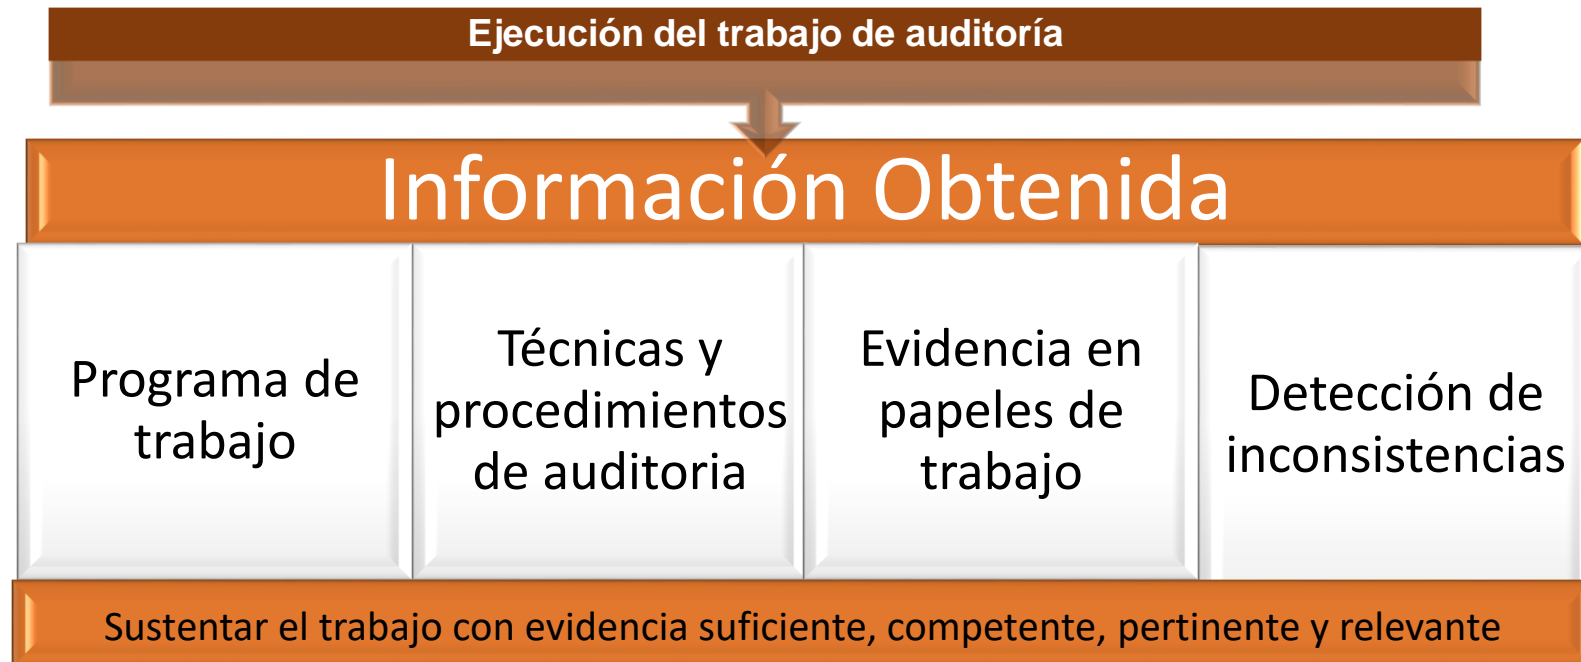 Ejecución del trabajo de auditoría
Información Obtenida
Programa de
trabajo
Técnicas y
procedimientos
de auditoria
Evidencia en
papeles de
trabajo
Detección de
inconsistencias
Sustentar el trabajo con evidencia suficiente, competente, pertinente y relevante